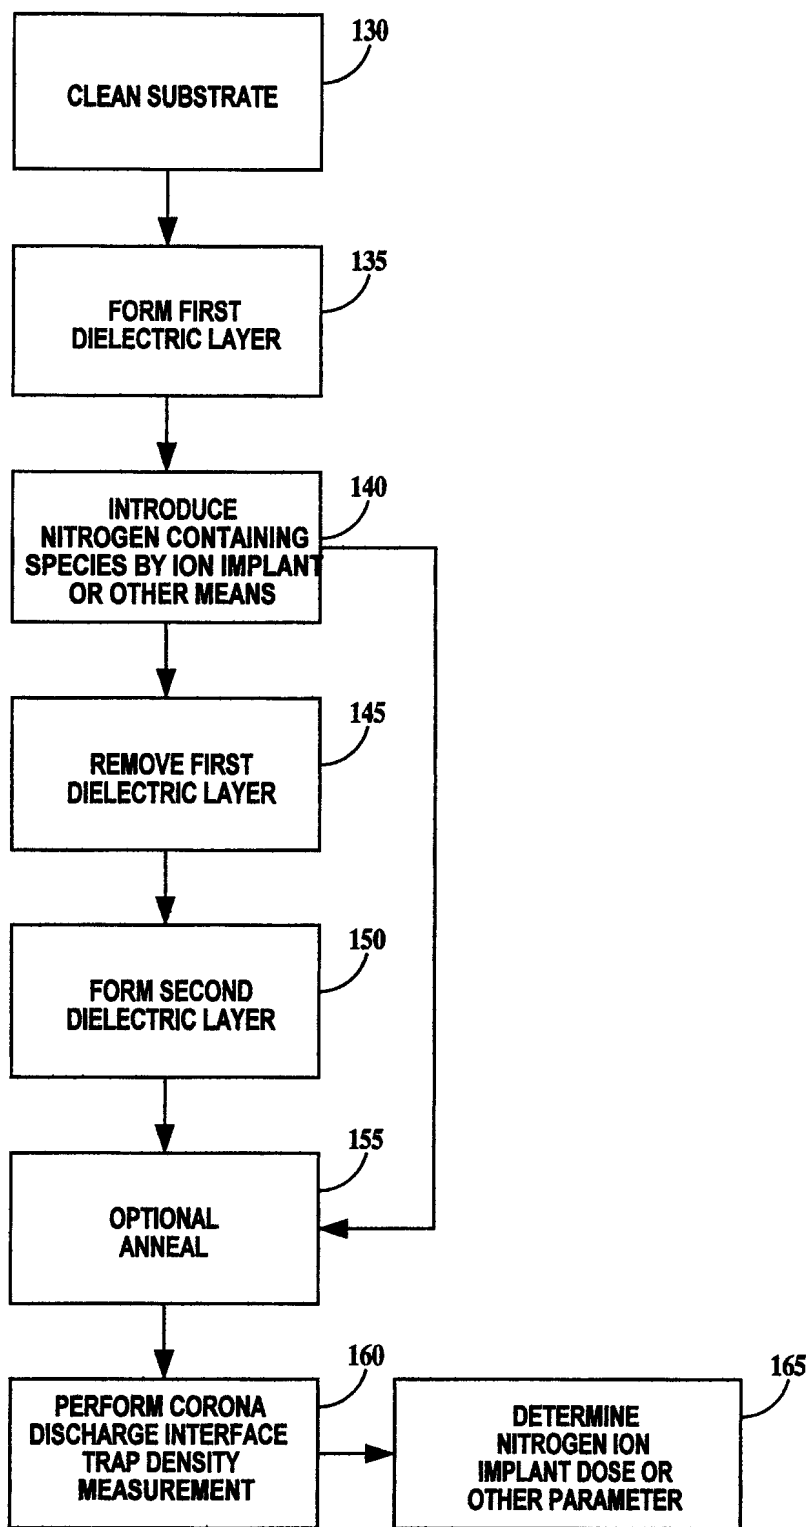 130
CLEAN SUBSTRATE
135
FORM FIRST
DIELECTRIC LAYER
140
INTRODUCE
NITROGEN CONTAINING
SPECIES BY ION IMPLANT
OR OTHER MEANS
145
REMOVE FIRST
DIELECTRIC LAYER
150
FORM SECOND
DIELECTRIC LAYER
155
OPTIONAL
ANNEAL
160
PERFORM CORONA
DISCHARGE INTERFACE
TRAP DENSITY
MEASUREMENT
165
DETERMINE
NITROGEN ION
IMPLANT DOSE OR
OTHER PARAMETER